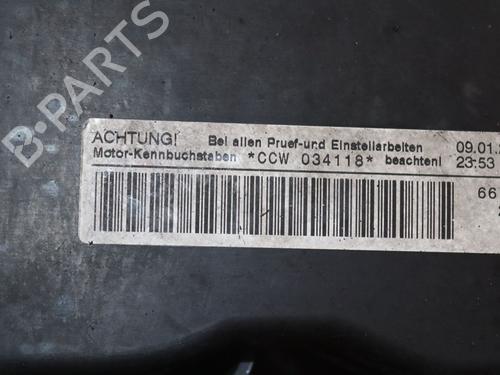 B-PARTS
ACHTUNG! Bei allen Pruef-und Einstellarbeiten 09.01.
Motor-Kennbuchstaben *CCW 034118* beachten! 23:53
66